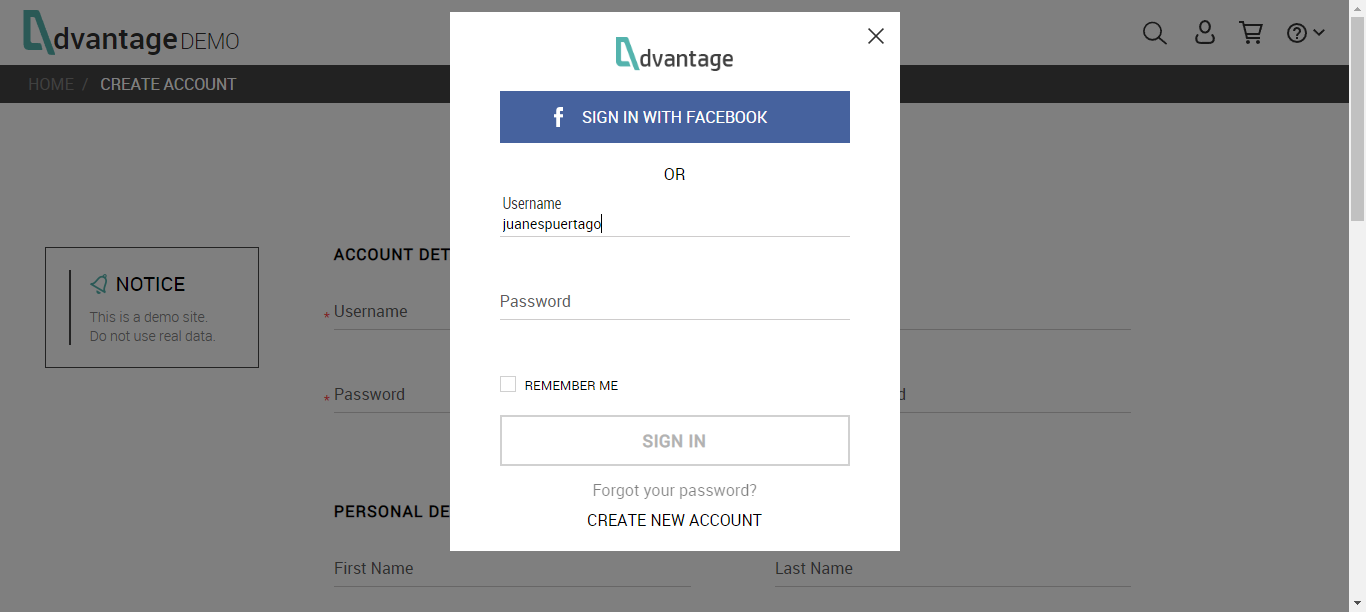 dvantage DEMO
HOME / CREATE ACCOUNT
dvantage
SIGN IN WITH FACEBOOK
OR
Username
juanespuertago
Password
REMEMBER ME
SIGN IN
Forgot your password?
CREATE NEW ACCOUNT
NOTICE
This is a demo site.
Do not use real data.
ACCOUNT DET
* Username
* Password
d
PERSONAL DE
First Name
Last Name